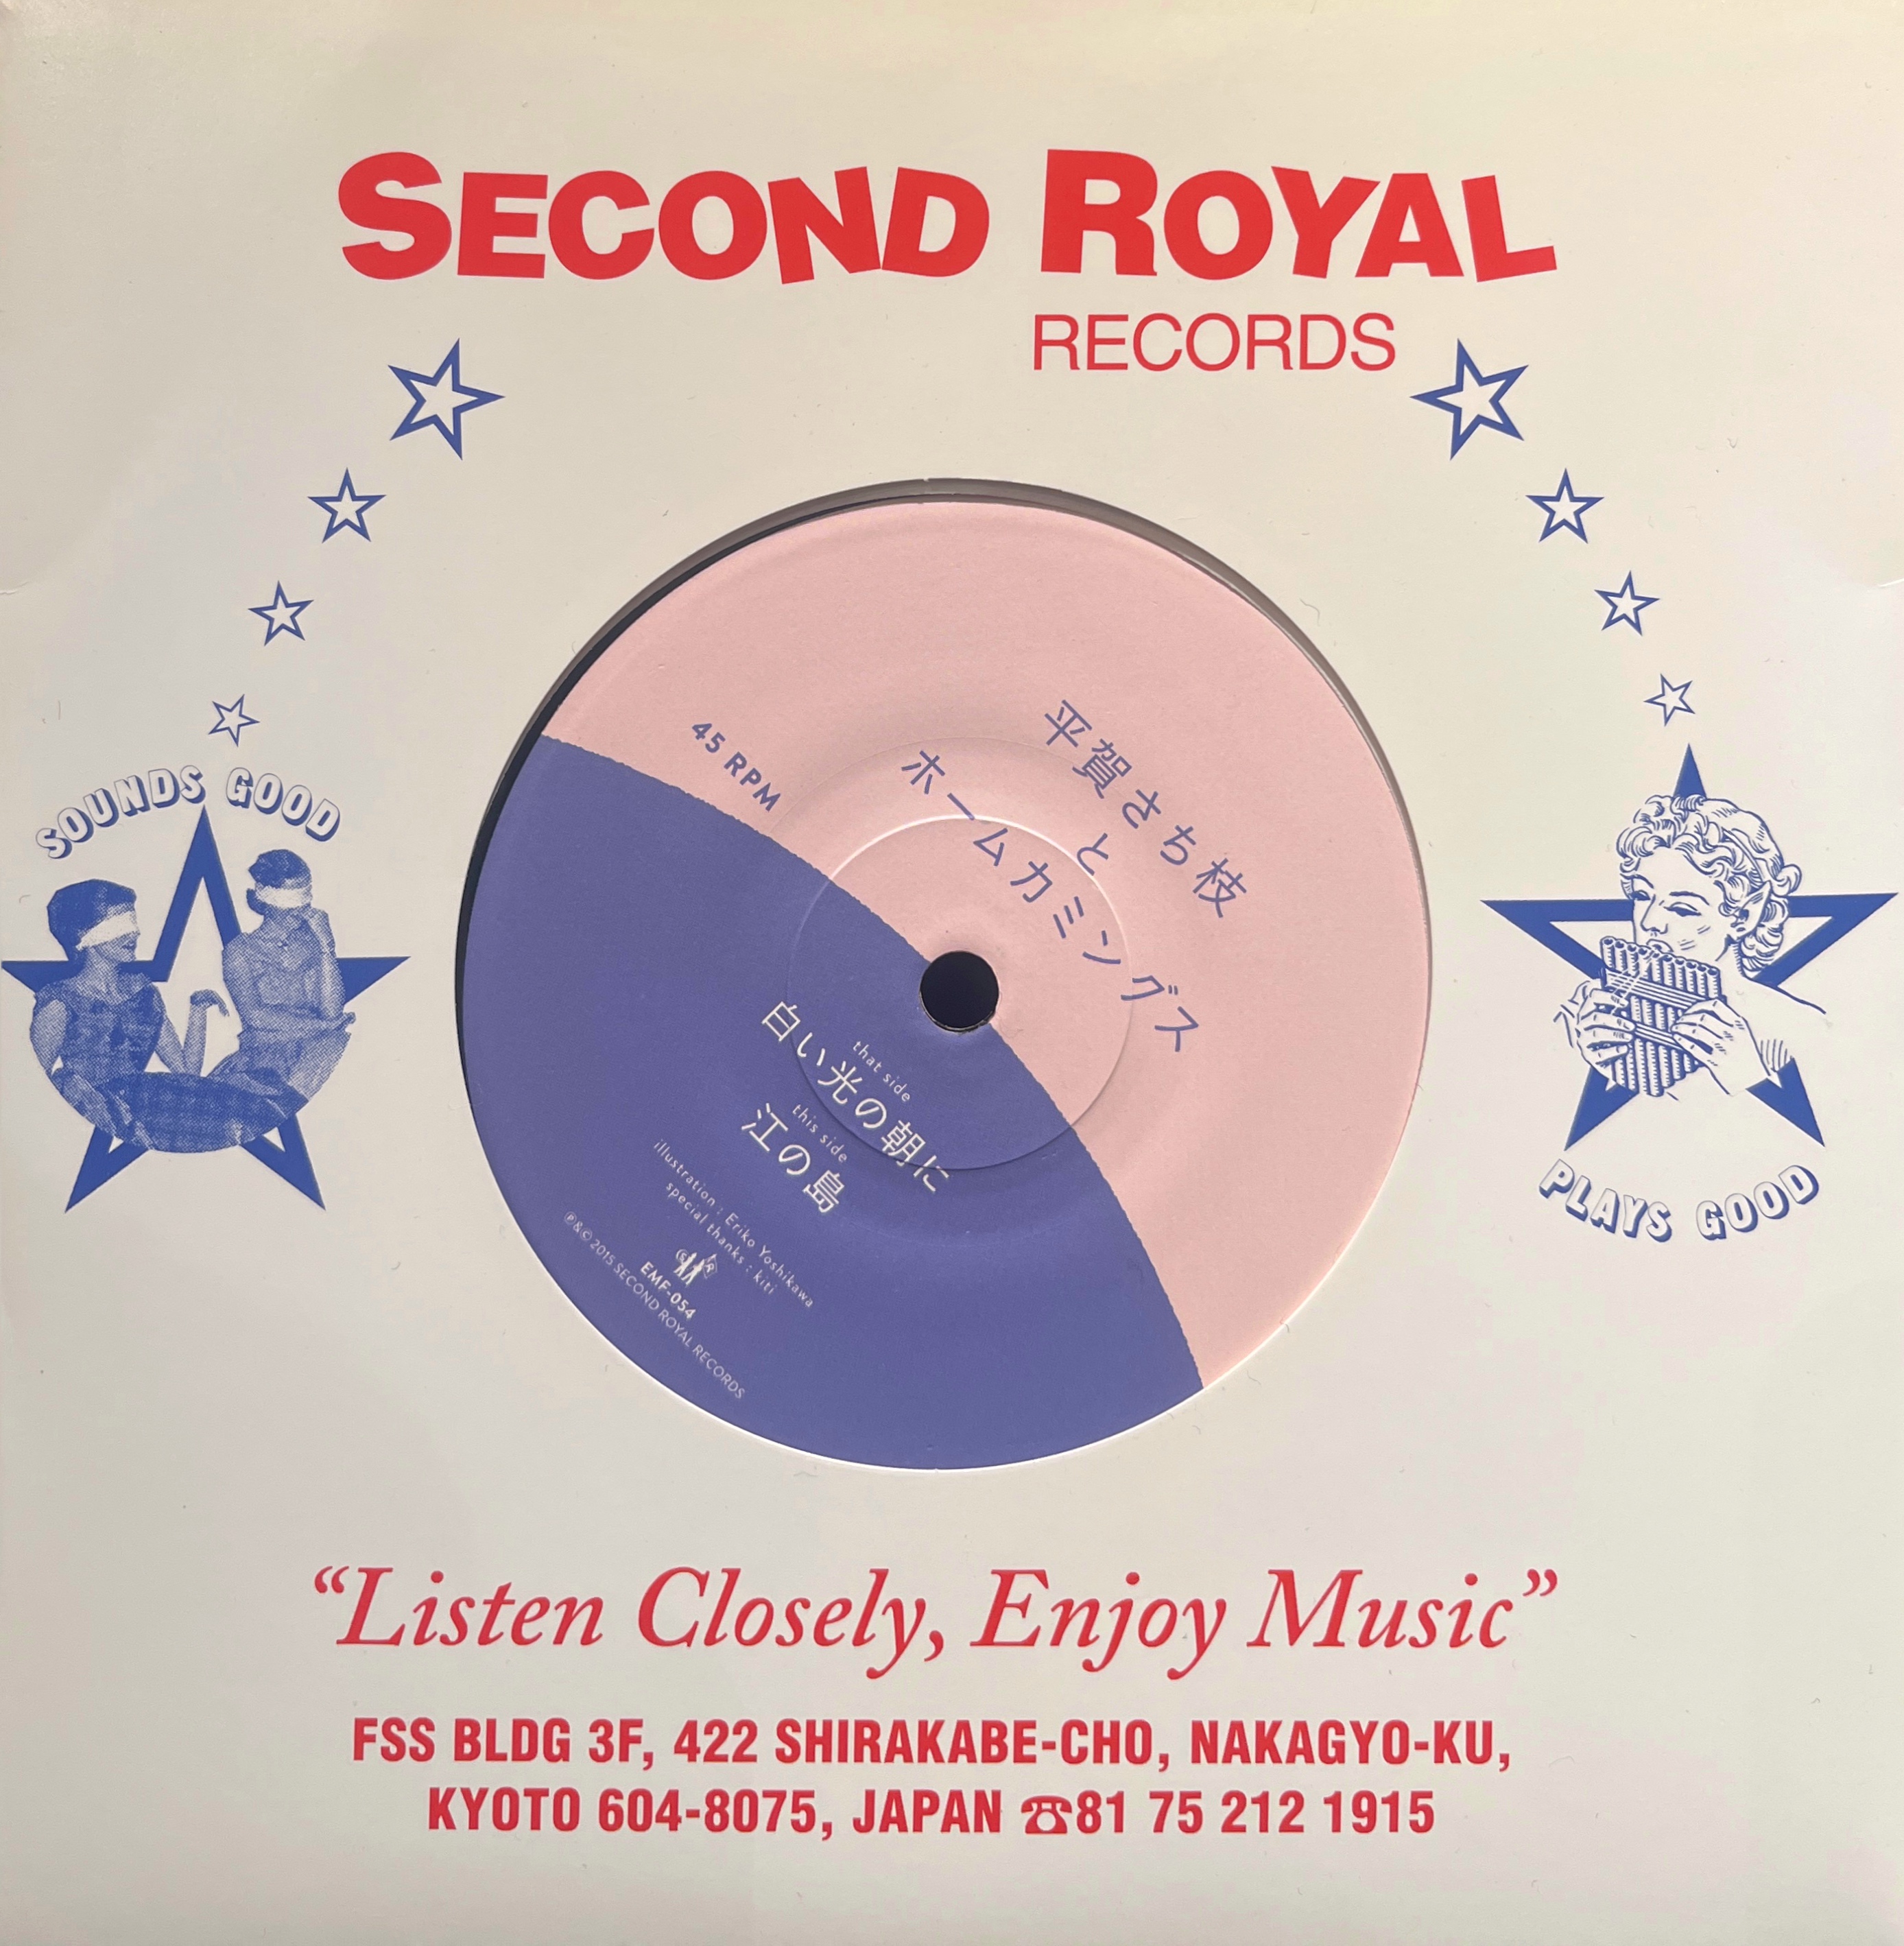 SECOND ROYAL
RECORDS
SOUNDS GOOD
PLAYS GOOD
45 RPM
平賀さち枝
と
ホームカミングス
that side
白い光の朝に
this side
江の島
illustration : Eriko Yoshikawa
special thanks : kiti
EMF-054
℗&© 2015 SECOND ROYAL RECORDS
“Listen Closely, Enjoy Music”
FSS BLDG 3F, 422 SHIRAKABE-CHO, NAKAGYO-KU,
KYOTO 604-8075, JAPAN ☎81 75 212 1915